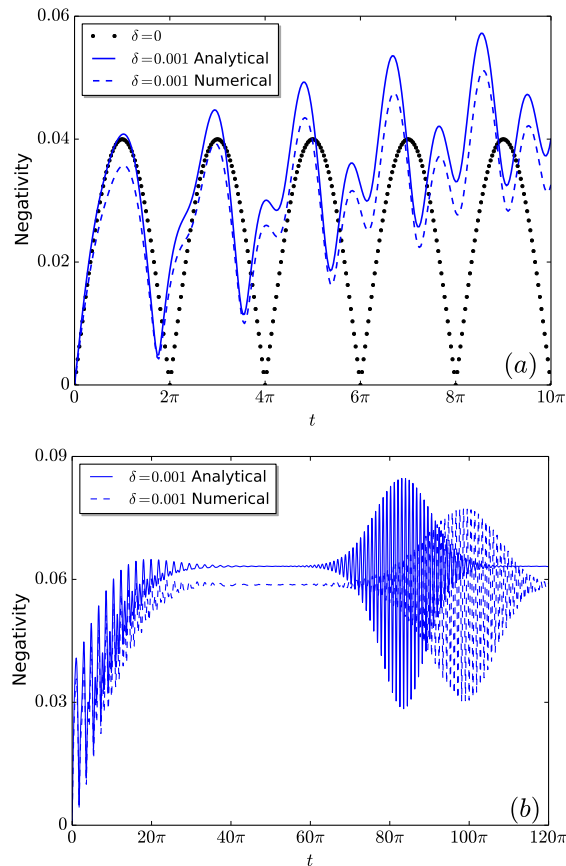 0.06
δ=0
δ=0.001 Analytical
δ=0.001 Numerical
0.04
Negativity
0.02
0
(a)
0 2π 4π 6π 8π 10π
t
0.09
δ=0.001 Analytical
δ=0.001 Numerical
0.06
Negativity
0.03
0
(b)
0 20π 40π 60π 80π 100π 120π
t